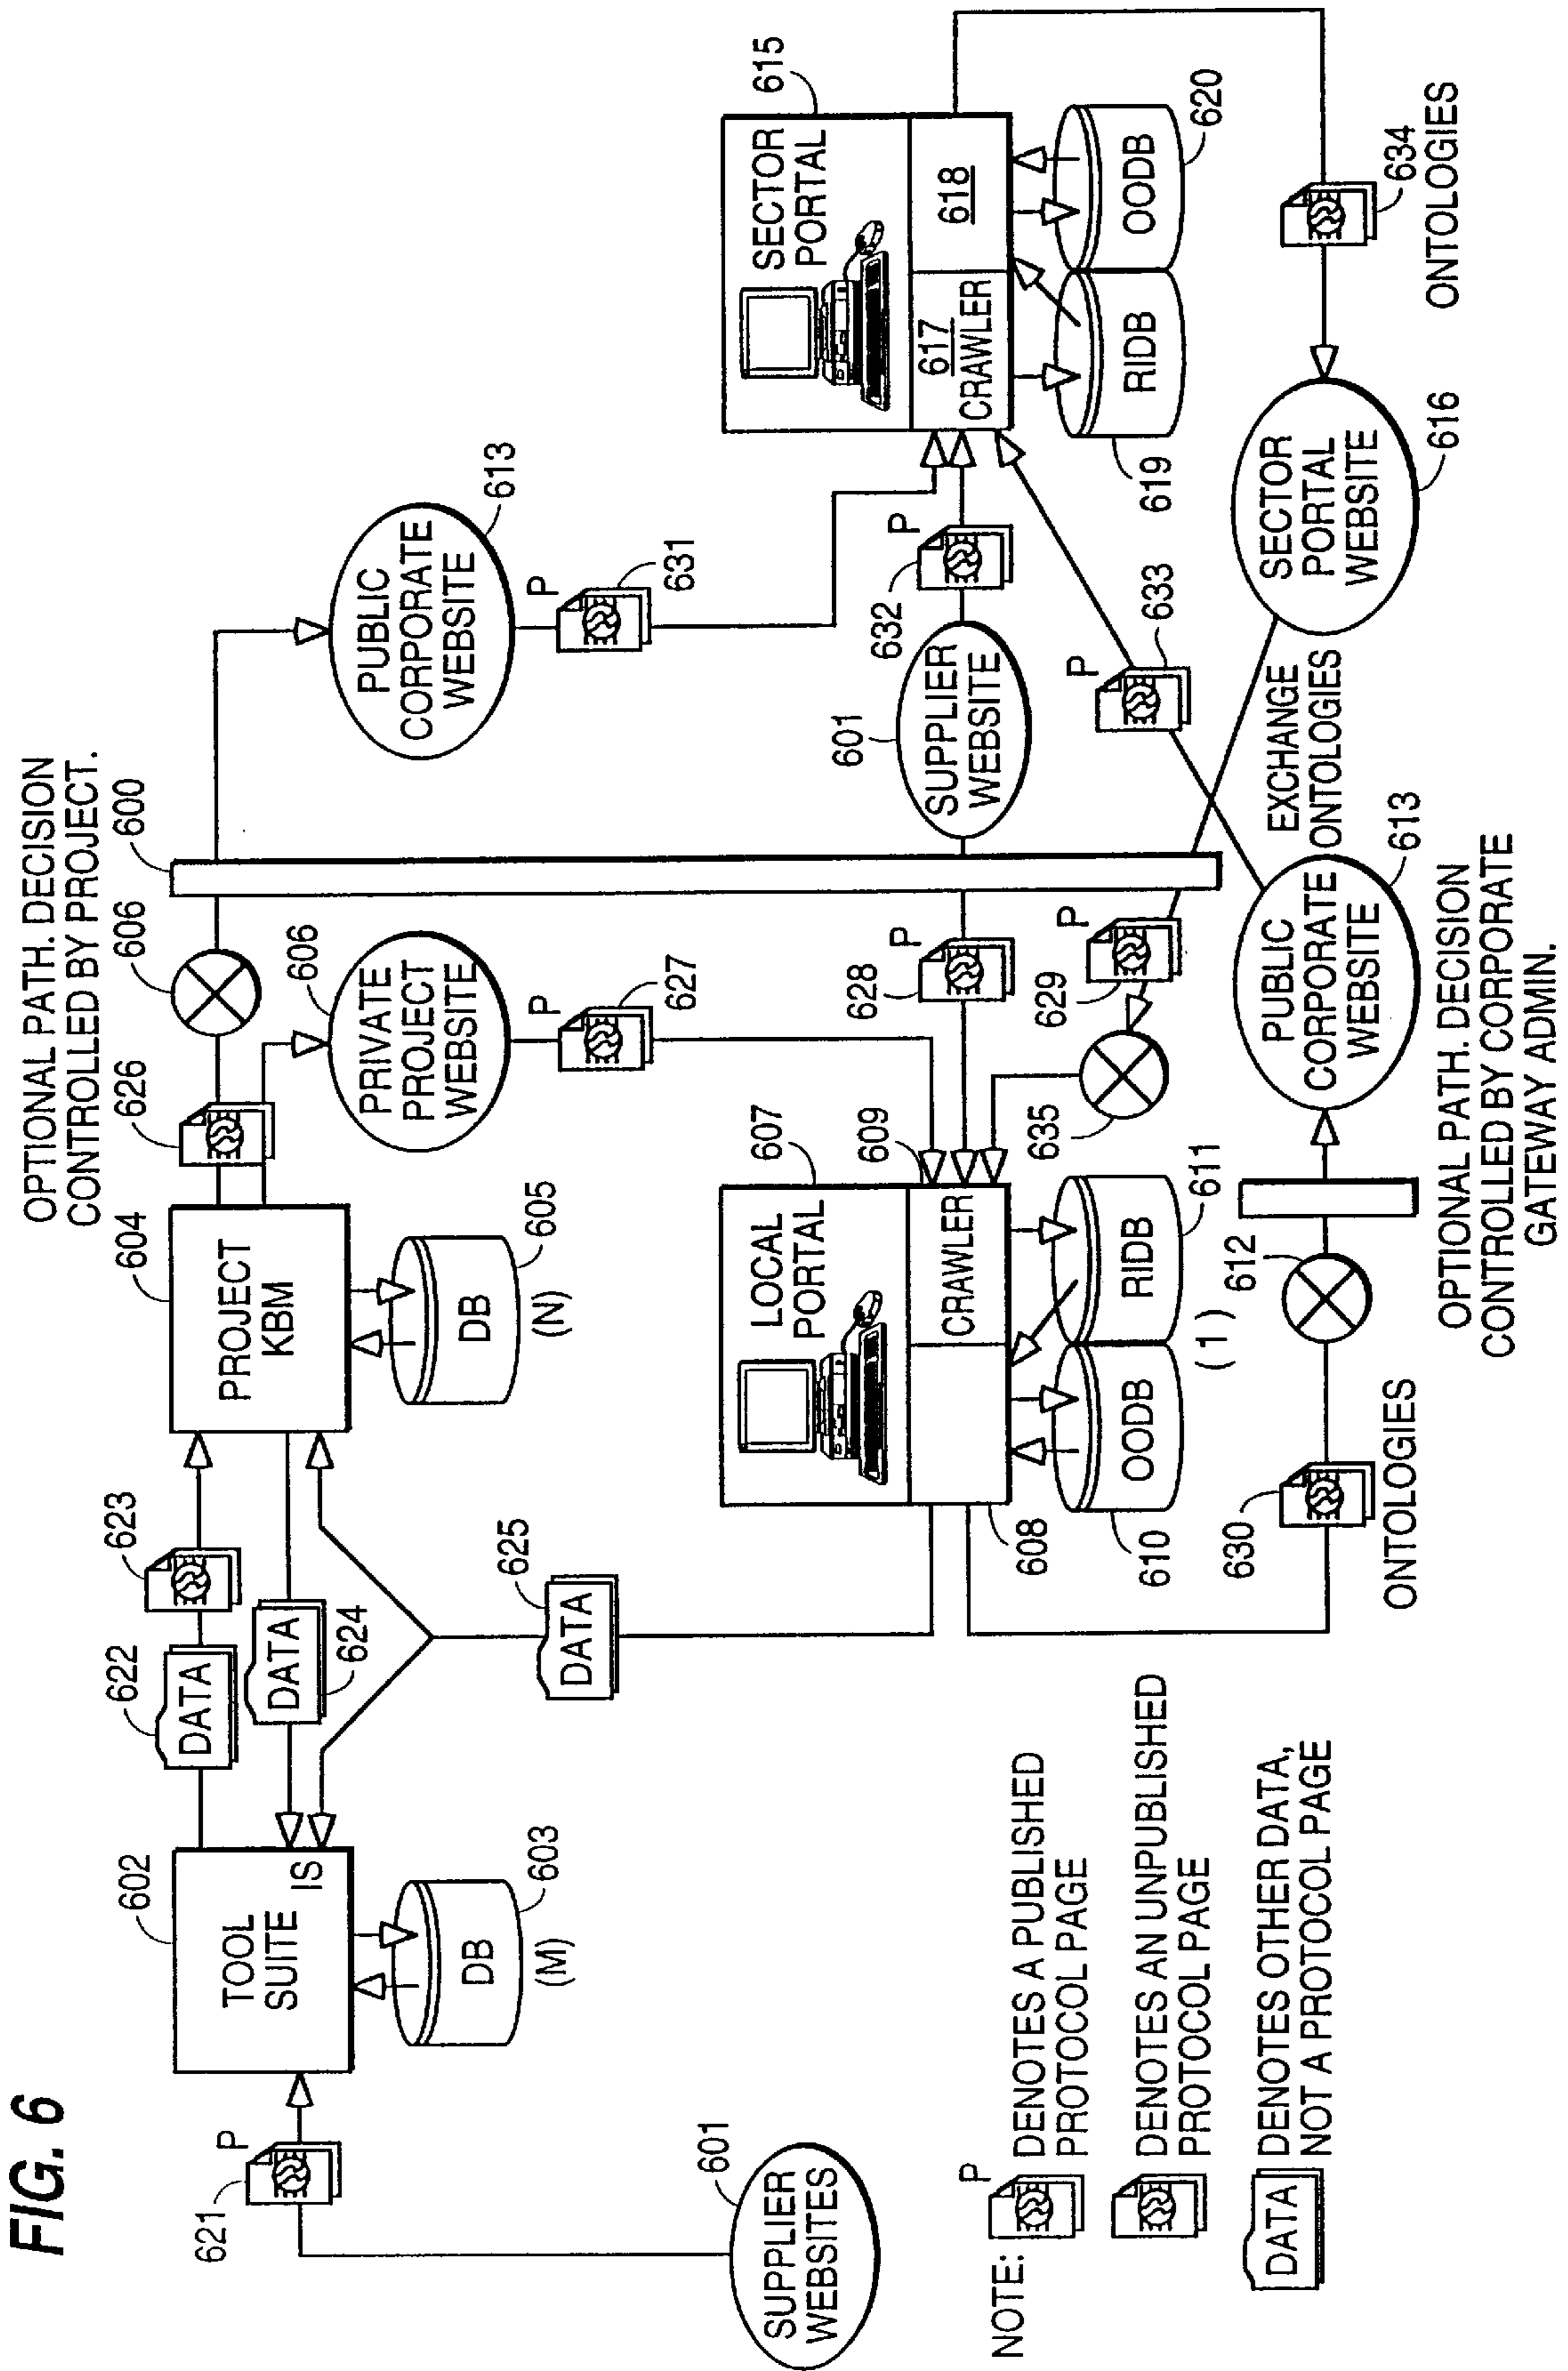 FIG. 6
621
P
SUPPLIER
WEBSITES
601
602
TOOL
SUITE
IS
DB
603
(M)
622
DATA
623
DATA
624
DATA
625
604
PROJECT
KBM
DB
605
(N)
OPTIONAL PATH. DECISION
CONTROLLED BY PROJECT.
626
606
600
606
PRIVATE
PROJECT
WEBSITE
P
627
PUBLIC
CORPORATE
WEBSITE
613
P
631
607
LOCAL
PORTAL
609
CRAWLER
608
OODB
610
RIDB
611
(1)
628
P
629
P
635
601
SUPPLIER
WEBSITE
632
P
P
633
615
SECTOR
PORTAL
617
CRAWLER
618
RIDB
619
OODB
620
630
ONTOLOGIES
612
PUBLIC
CORPORATE
WEBSITE
613
OPTIONAL PATH. DECISION
CONTROLLED BY CORPORATE
GATEWAY ADMIN.
EXCHANGE
ONTOLOGIES
SECTOR
PORTAL
WEBSITE
616
634
ONTOLOGIES
NOTE:
P
DENOTES A PUBLISHED
PROTOCOL PAGE
DENOTES AN UNPUBLISHED
PROTOCOL PAGE
DATA
DENOTES OTHER DATA,
NOT A PROTOCOL PAGE